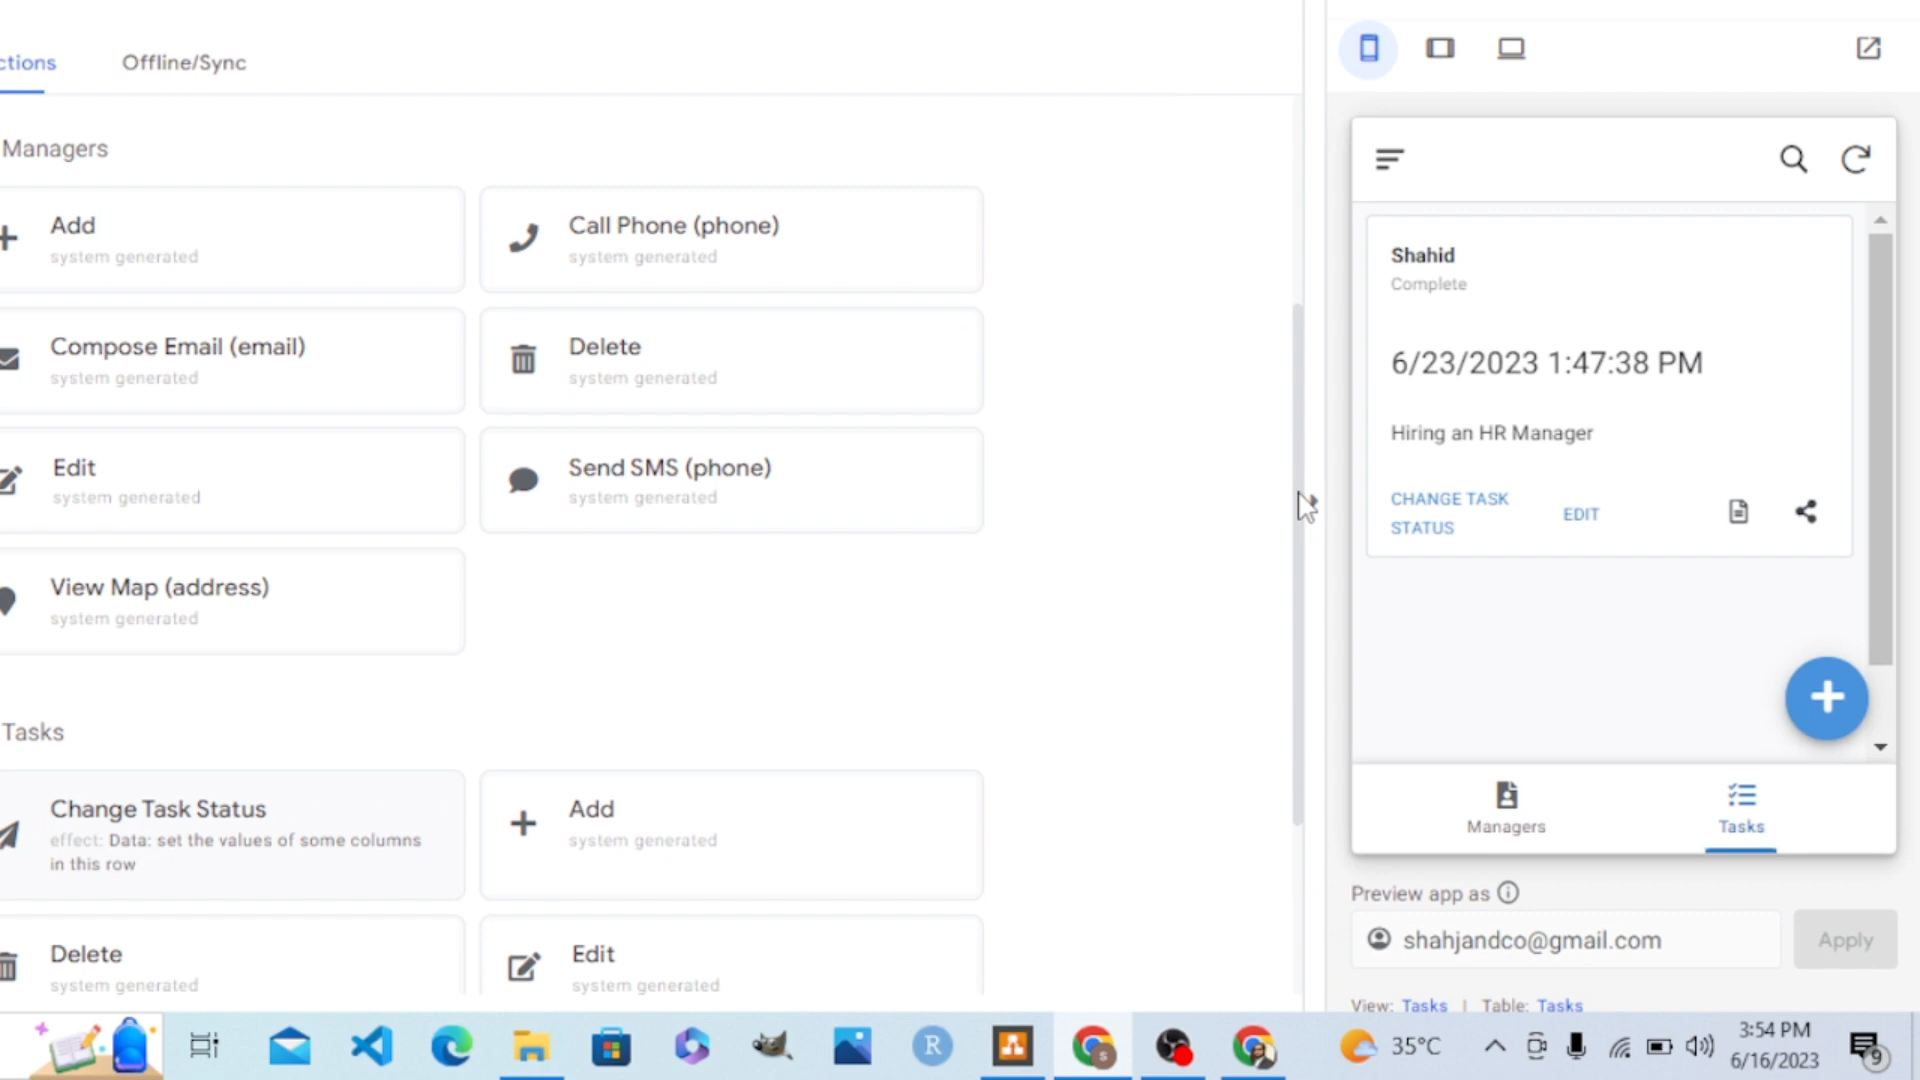 ctions
Offline/Sync
Managers
Add
system generated
Call Phone (phone)
system generated
Compose Email (email)
system generated
Delete
system generated
Edit
system generated
Send SMS (phone)
system generated
View Map (address)
system generated
Tasks
Change Task Status
effect: Data: set the values of some columns
in this row
Add
system generated
Delete
system generated
Edit
system generated
Shahid
Complete
6/23/2023 1:47:38 PM
Hiring an HR Manager
CHANGE TASK
STATUS
EDIT
Managers
Tasks
Preview app as
shahjandco@gmail.com
Apply
View: Tasks | Table: Tasks
R
s
35°C
3:54 PM
6/16/2023
9